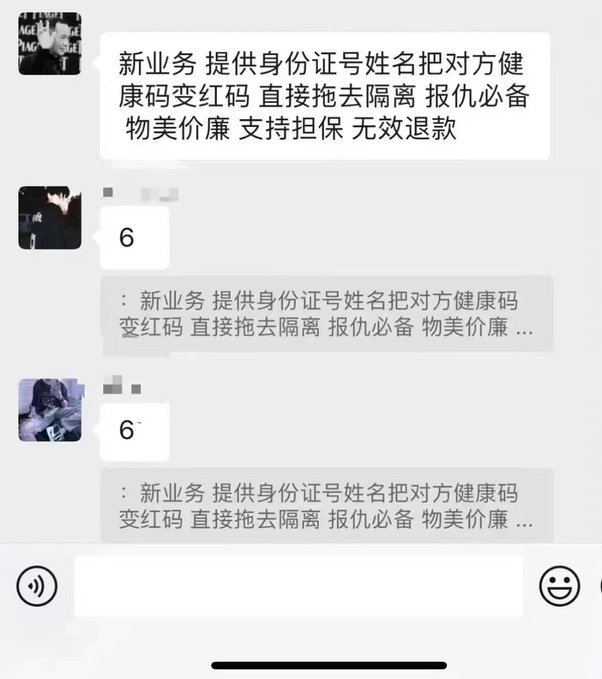 新业务 提供身份证号姓名把对方健
康码变红码 直接拖去隔离 报仇必备
物美价廉 支持担保 无效退款
6
： 新业务 提供身份证号姓名把对方健康码
变红码 直接拖去隔离 报仇必备 物美价廉 ...
6
： 新业务 提供身份证号姓名把对方健康码
变红码 直接拖去隔离 报仇必备 物美价廉 ...